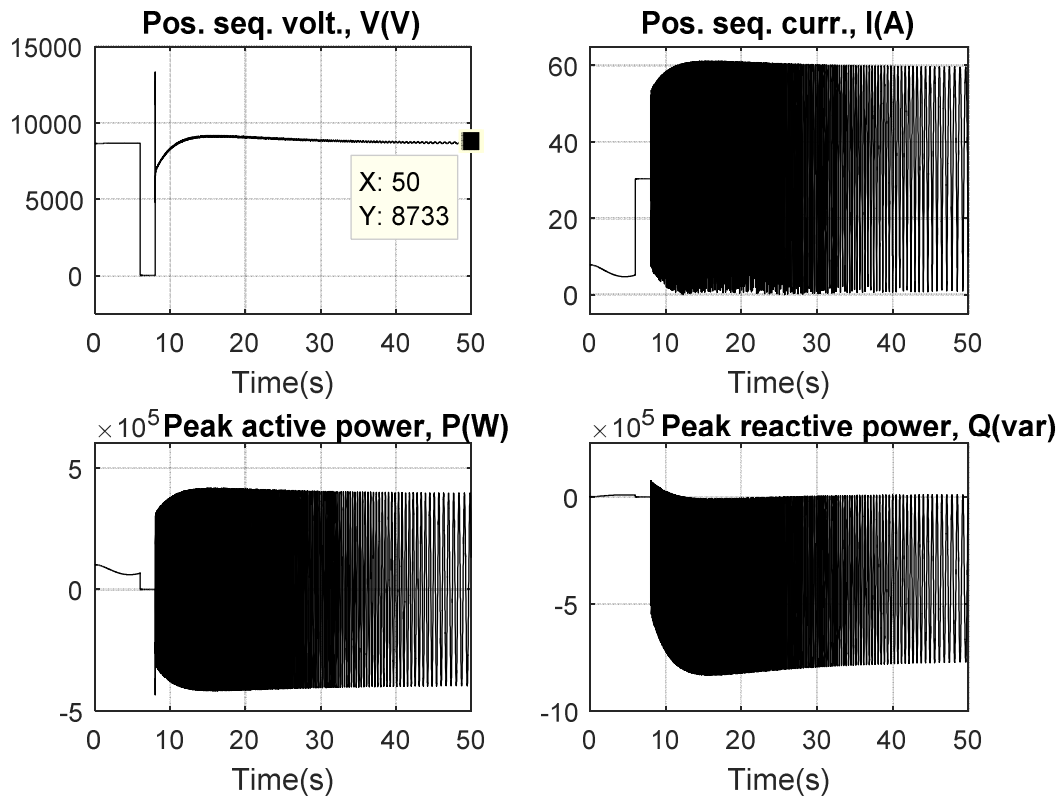 Pos. seq. volt., V(V)
15000
10000
5000
0
X: 50
Y: 8733
0 10 20 30 40 50
Time(s)
Pos. seq. curr., I(A)
60
40
20
0
0 10 20 30 40 50
Time(s)
×10^5 Peak active power, P(W)
5
0
-5
0 10 20 30 40 50
Time(s)
×10^5 Peak reactive power, Q(var)
0
-5
-10
0 10 20 30 40 50
Time(s)